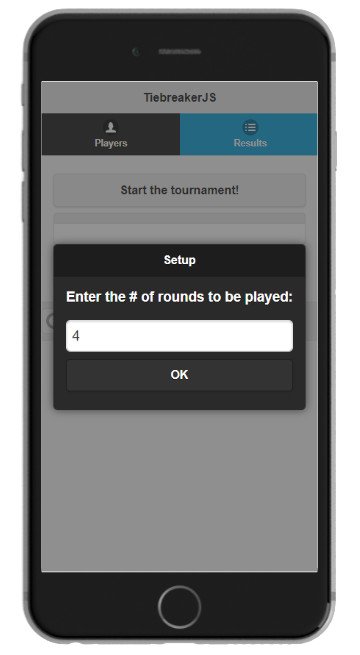 TiebreakerJS
Players
Results
Start the tournament!
Setup
Enter the # of rounds to be played:
4
OK